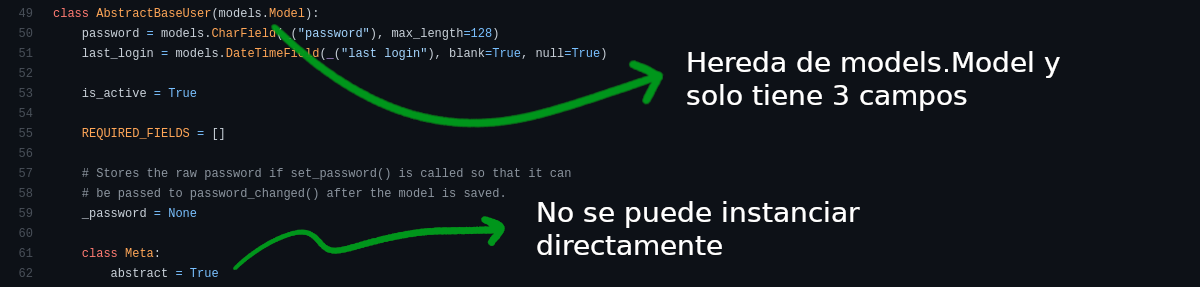 49 class AbstractBaseUser(models.Model):
50     password = models.CharField(_("password"), max_length=128)
51     last_login = models.DateTimeField(_("last login"), blank=True, null=True)
52
53     is_active = True
54
55     REQUIRED_FIELDS = []
56
57     # Stores the raw password if set_password() is called so that it can
58     # be passed to password_changed() after the model is saved.
59     _password = None
60
61     class Meta:
62         abstract = True
Hereda de models.Model y
solo tiene 3 campos
No se puede instanciar
directamente